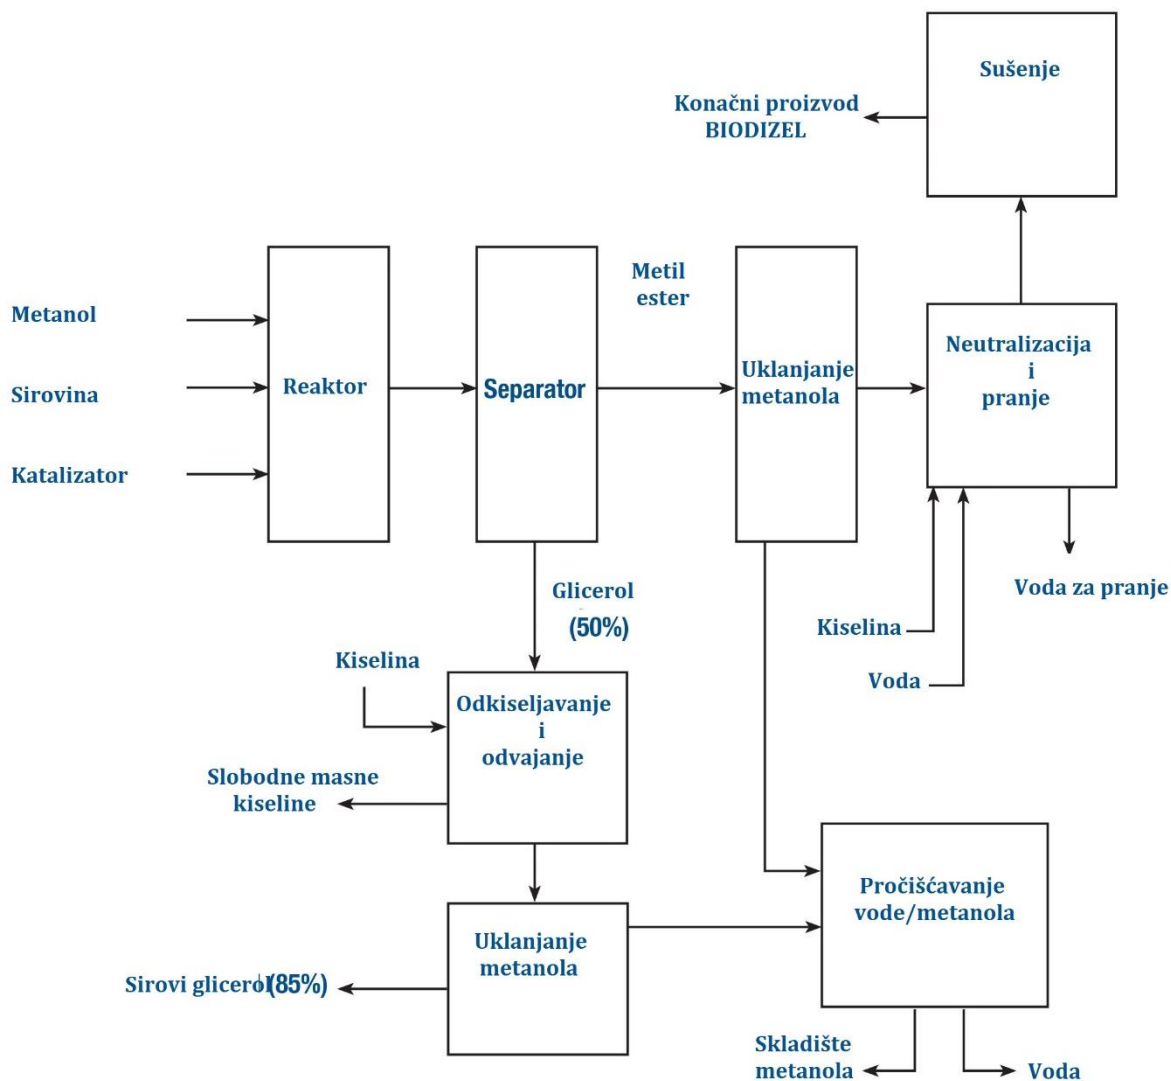 Sušenje
Konačni proizvod
BIODIZEL
Metil
ester
Metanol
Neutralizacija
i
pranje
Uklanjanje
metanola
Reaktor
Separator
Sirovina
Katalizator
Glicerol
(50%)
Voda za pranje
Kiselina
Voda
Kiselina
Odkiseljavanje
i
odvajanje
Slobodne masne
kiseline
Pročišćavanje
vode/metanola
Uklanjanje
metanola
Sirovi glicerol (85%)
Skladište
metanola
Voda